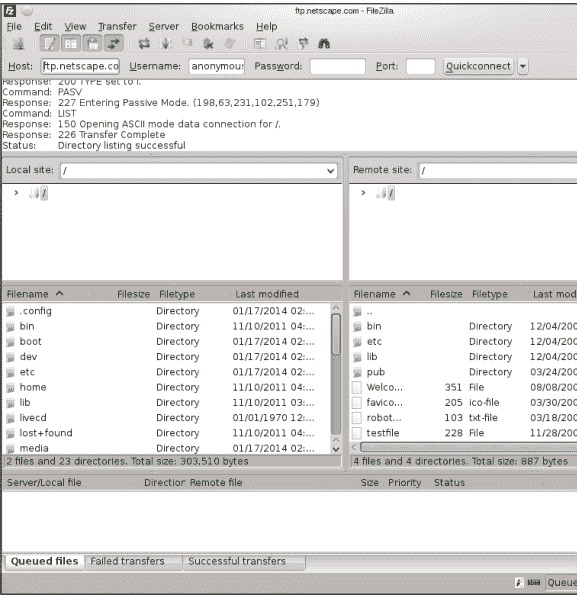 ftp.netscape.com - FileZilla
File Edit View Transfer Server Bookmarks Help
Host: ftp.netscape.co Username: anonymou: Password: Port: Quickconnect
Response: 200 TYPE set to I.
Command: PASV
Response: 227 Entering Passive Mode. (198,63,231,102,251,179)
Command: LIST
Response: 150 Opening ASCII mode data connection for /.
Response: 226 Transfer Complete
Status: Directory listing successful
Local site: / Remote site: /
> / > /
Filename Filesize Filetype Last modified
.config Directory 01/17/2014 02:...
bin Directory 11/10/2011 04:...
boot Directory 01/17/2014 02:...
dev Directory 01/17/2014 02:...
etc Directory 01/17/2014 02:...
home Directory 11/10/2011 04:...
lib Directory 11/10/2011 03:...
livecd Directory 01/01/1970 12:...
lost+found Directory 11/10/2011 04:...
media Directory 01/17/2014 02:...
2 files and 23 directories. Total size: 303,510 bytes
Filename Filesize Filetype Last mod
..
bin Directory 12/04/200
etc Directory 12/04/200
lib Directory 12/04/200
pub Directory 03/24/200
Welco... 351 File 08/08/200
favico... 205 ico-file 03/30/200
robot... 103 txt-file 03/18/200
testfile 228 File 11/28/200
4 files and 4 directories. Total size: 887 bytes
Server/Local file Direction Remote file Size Priority Status
Queued files Failed transfers Successful transfers
Queue